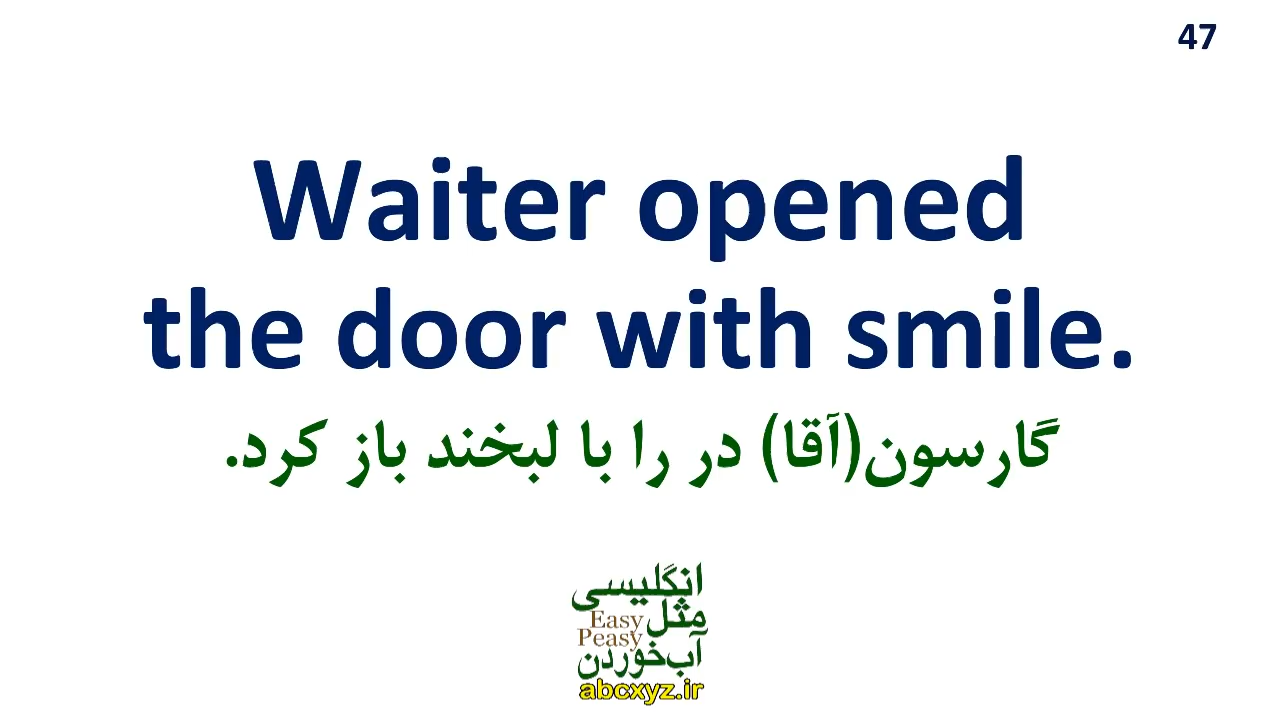 47
Waiter opened
the door with smile.
گارسون(آقا) در را با لبخند باز کرد.
انگلیسی
مثل
Easy
Peasy
آب‌خوردن
abcxyz.ir